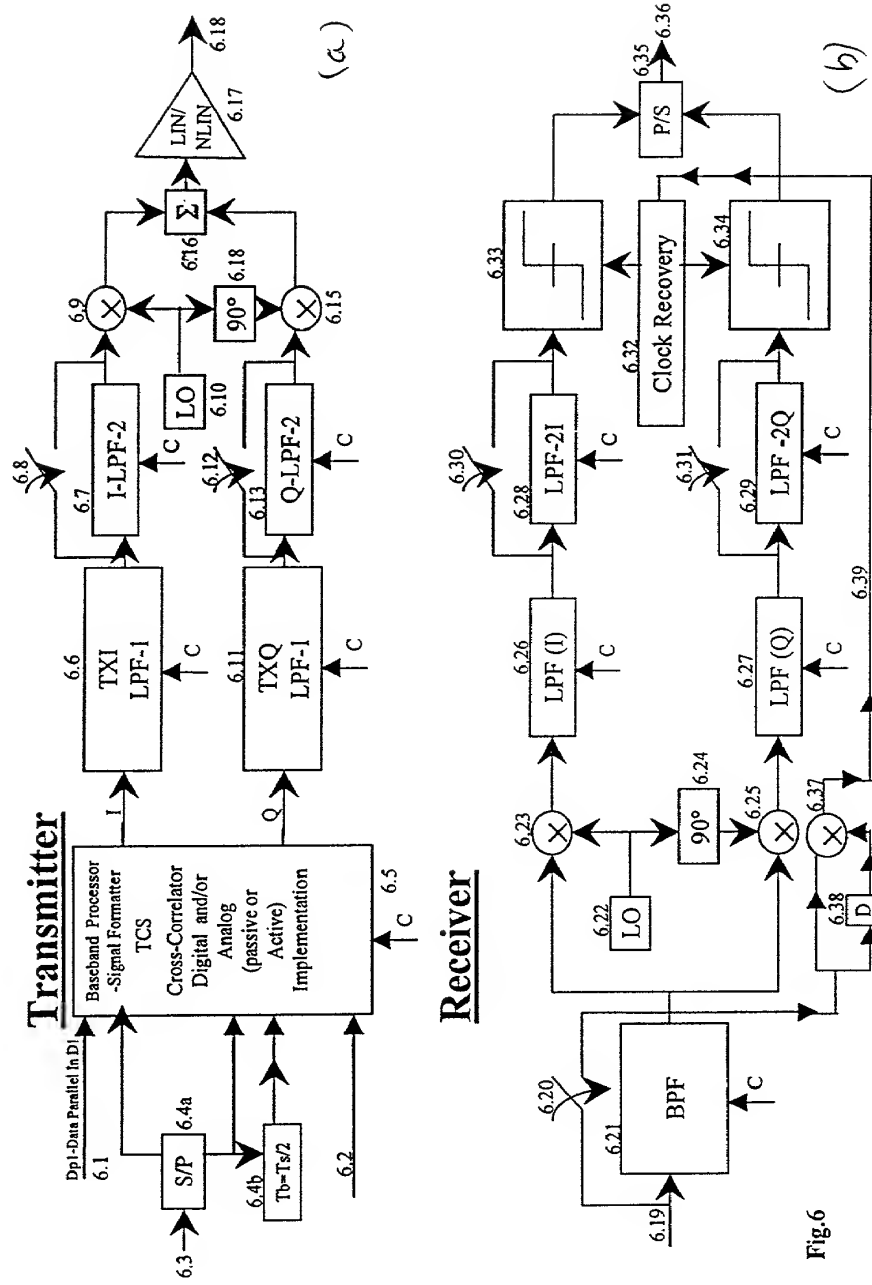 Transmitter
Dp1-Data Parallel In D1
6.1
6.3
S/P
6.4a
6.4b
Tb=Ts/2
6.2
Baseband Processor
-Signal Formatter
TCS
Cross-Correlator
Digital and/or
Analog
(passive or
Active)
Implementation
6.5
C
I
Q
6.6
TXI
LPF-1
C
6.11
TXQ
LPF-1
C
6.8
6.7
I-LPF-2
C
6.12
6.13
Q-LPF-2
C
6.9
LO
6.10
90°
6.18
6.15
Σ
6.16
LIN/
NLIN
6.17
6.18
(a)
Receiver
6.19
6.20
6.21
BPF
C
6.22
LO
6.23
90°
6.24
6.25
6.37
6.38
D
6.39
6.26
LPF (I)
C
6.27
LPF (Q)
C
6.30
6.28
LPF-2I
C
6.31
6.29
LPF -2Q
C
6.32
Clock Recovery
6.33
6.34
P/S
6.35
6.36
(b)
Fig.6